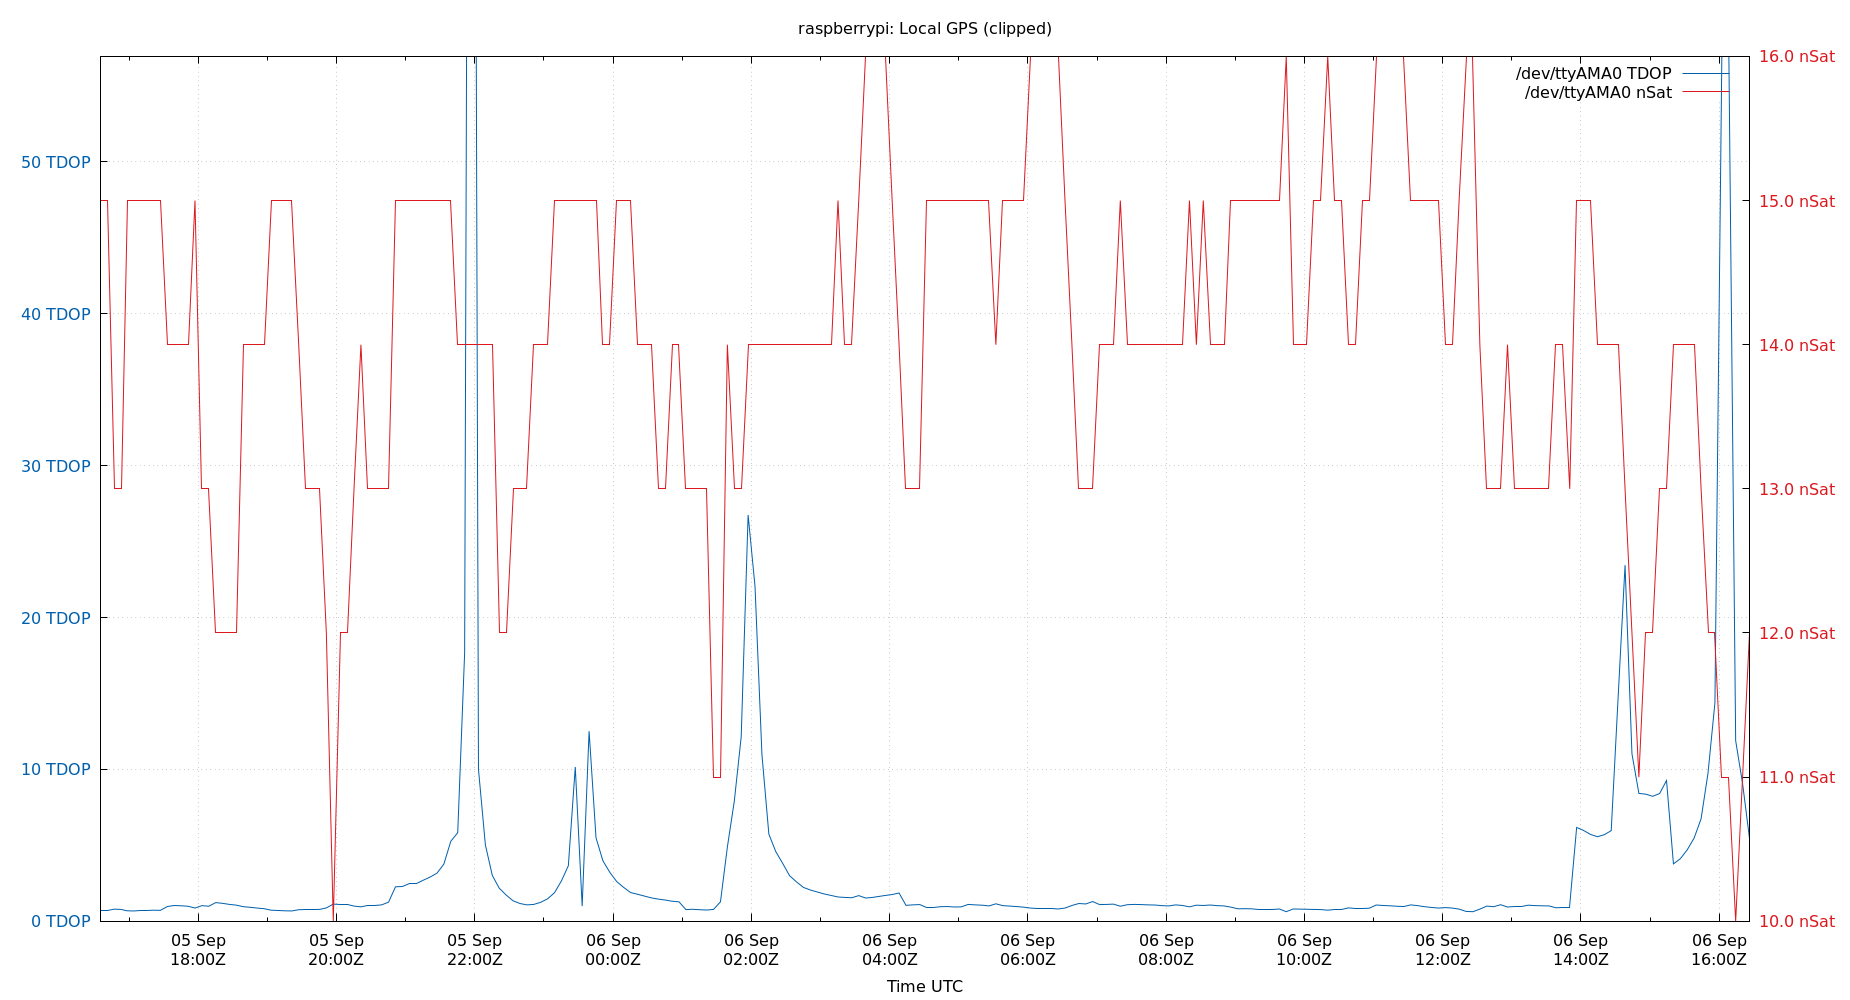 raspberrypi: Local GPS (clipped)
/dev/ttyAMA0 TDOP
/dev/ttyAMA0 nSat
50 TDOP
40 TDOP
30 TDOP
20 TDOP
10 TDOP
0 TDOP
16.0 nSat
15.0 nSat
14.0 nSat
13.0 nSat
12.0 nSat
11.0 nSat
10.0 nSat
05 Sep
18:00Z
05 Sep
20:00Z
05 Sep
22:00Z
06 Sep
00:00Z
06 Sep
02:00Z
06 Sep
04:00Z
06 Sep
06:00Z
06 Sep
08:00Z
06 Sep
10:00Z
06 Sep
12:00Z
06 Sep
14:00Z
06 Sep
16:00Z
Time UTC